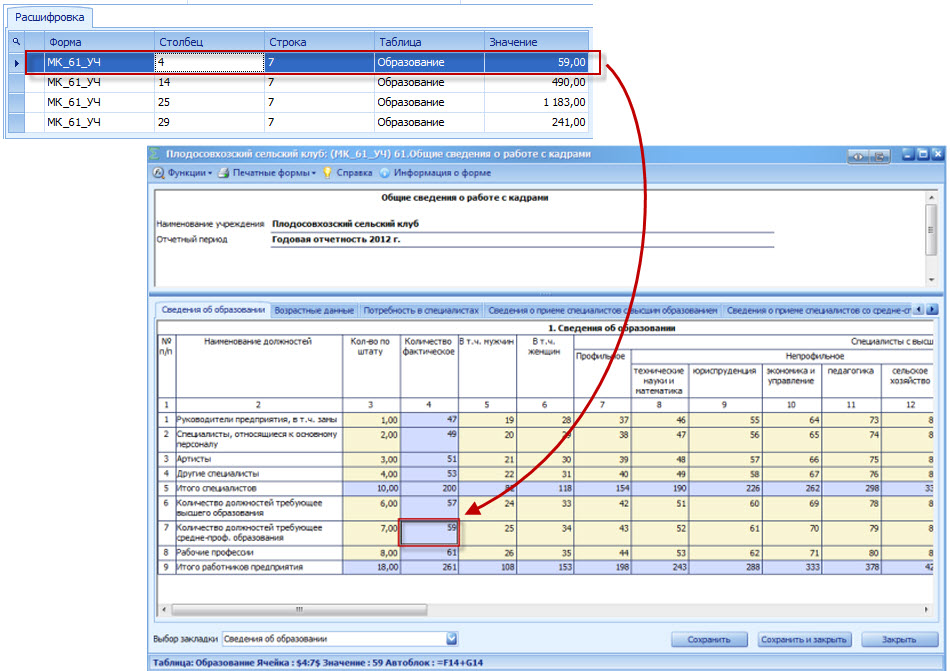 Расшифровка
Форма Столбец Строка Таблица Значение
МК_61_УЧ 4 7 Образование 59,00
МК_61_УЧ 14 7 Образование 490,00
МК_61_УЧ 25 7 Образование 1 183,00
МК_61_УЧ 29 7 Образование 241,00
Плодосовхозский сельский клуб: (МК_61_УЧ) 61.Общие сведения о работе с кадрами
Функции Печатные формы Справка Информация о форме
Общие сведения о работе с кадрами
Наименование учреждения Плодосовхозский сельский клуб
Отчетный период Годовая отчетность 2012 г.
Сведения об образовании Возрастные данные Потребность в специалистах Сведения о приеме специалистов с высшим образованием Сведения о приеме специалистов со средне-сп
1. Сведения об образовании
№ п/п Наименование должностей Кол-во по штату Количество фактическое В т.ч. мужчин В т.ч. женщин Специалисты с высш
Профильное Непрофильное
технические науки и математика юриспруденция экономика и управление педагогика сельское хозяйство
1 2 3 4 5 6 7 8 9 10 11 12
1 Руководители предприятия, в т.ч. замы 1,00 47 19 28 37 46 55 64 73 8
2 Специалисты, относящиеся к основному 2,00 49 20 29 38 47 56 65 74 8
персоналу
3 Артисты 3,00 51 21 30 39 48 57 66 75 8
4 Другие специалисты 4,00 53 22 31 40 49 58 67 76 8
5 Итого специалистов 10,00 200 82 118 154 190 226 262 298 33
6 Количество должностей требующее 6,00 57 24 33 42 51 60 69 78 8
высшего образования
7 Количество должностей требующее 7,00 59 25 34 43 52 61 70 79 8
средне-проф. образования
8 Рабочие профессии 8,00 61 26 35 44 53 62 71 80 8
9 Итого работников предприятия 18,00 261 108 153 198 243 288 333 378 42
Выбор закладки Сведения об образовании Сохранить Сохранить и закрыть Закрыть
Таблица: Образование Ячейка : $4:7$ Значение : 59 Автоблок : =F14+G14